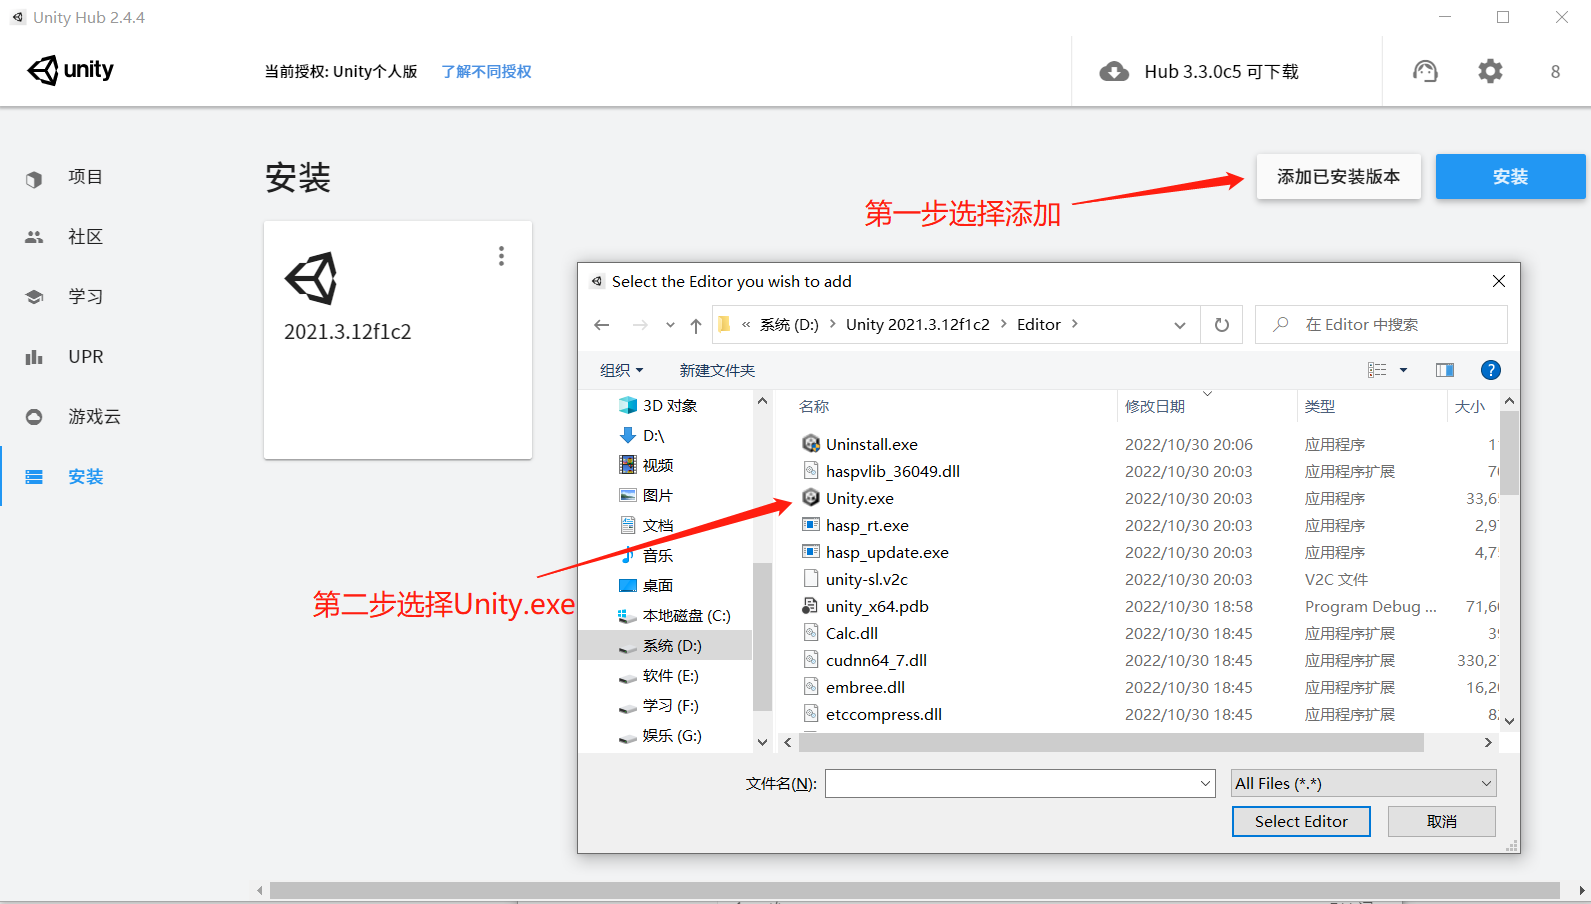 Unity Hub 2.4.4
unity
当前授权: Unity个人版
了解不同授权
Hub 3.3.0c5 可下载
8
项目
社区
学习
UPR
游戏云
安装
安装
添加已安装版本
安装
第一步选择添加
2021.3.12f1c2
第二步选择Unity.exe
Select the Editor you wish to add
« 系统 (D:) › Unity 2021.3.12f1c2 › Editor ›
在 Editor 中搜索
组织
新建文件夹
?
3D 对象
D:\
视频
图片
文档
音乐
桌面
本地磁盘 (C:)
系统 (D:)
软件 (E:)
学习 (F:)
娱乐 (G:)
名称 修改日期 类型 大小
Uninstall.exe 2022/10/30 20:06 应用程序
haspvlib_36049.dll 2022/10/30 20:03 应用程序扩展
Unity.exe 2022/10/30 20:03 应用程序 33,6
hasp_rt.exe 2022/10/30 20:03 应用程序 2,9
hasp_update.exe 2022/10/30 20:03 应用程序 4,7
unity-sl.v2c 2022/10/30 20:03 V2C 文件
unity_x64.pdb 2022/10/30 18:58 Program Debug ... 71,6
Calc.dll 2022/10/30 18:45 应用程序扩展 3
cudnn64_7.dll 2022/10/30 18:45 应用程序扩展 330,2
embree.dll 2022/10/30 18:45 应用程序扩展 16,2
etccompress.dll 2022/10/30 18:45 应用程序扩展 8
文件名(N):
All Files (*.*)
Select Editor
取消